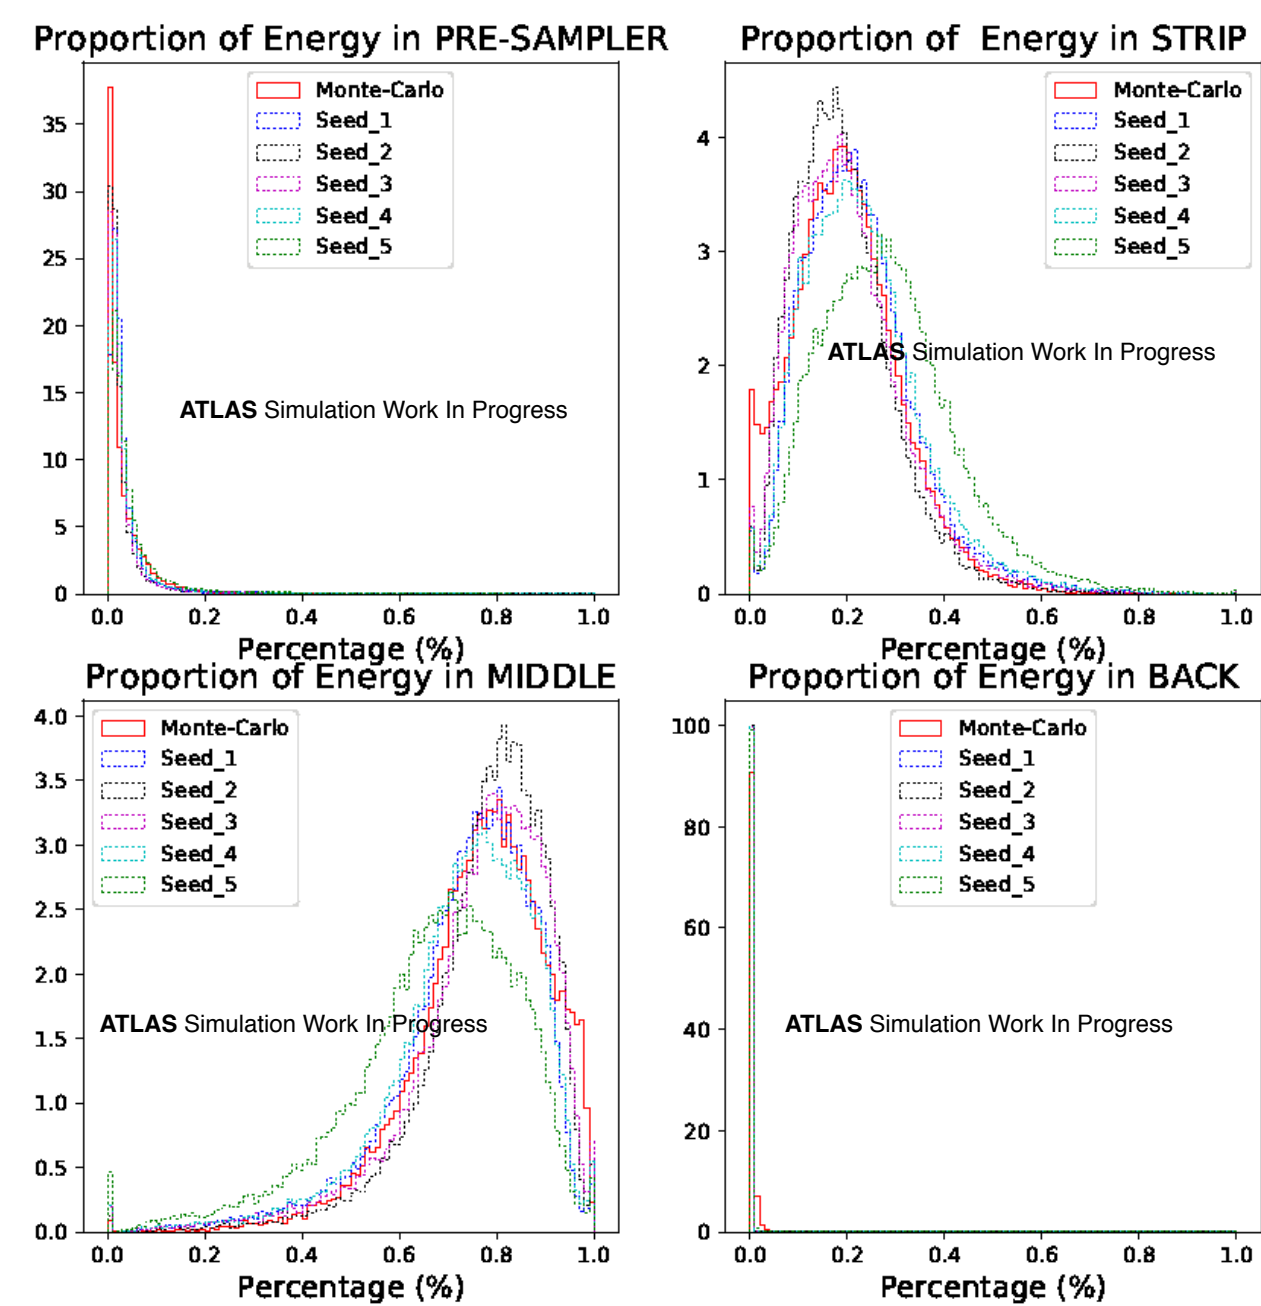 Proportion of Energy in PRE-SAMPLER
Monte-Carlo
Seed_1
Seed_2
Seed_3
Seed_4
Seed_5
ATLAS Simulation Work In Progress
35
30
25
20
15
10
5
0
0.0 0.2 0.4 0.6 0.8 1.0
Percentage (%)
Proportion of Energy in STRIP
Monte-Carlo
Seed_1
Seed_2
Seed_3
Seed_4
Seed_5
ATLAS Simulation Work In Progress
4
3
2
1
0
0.0 0.2 0.4 0.6 0.8 1.0
Percentage (%)
Proportion of Energy in MIDDLE
Monte-Carlo
Seed_1
Seed_2
Seed_3
Seed_4
Seed_5
ATLAS Simulation Work In Progress
4.0
3.5
3.0
2.5
2.0
1.5
1.0
0.5
0.0
0.0 0.2 0.4 0.6 0.8 1.0
Percentage (%)
Proportion of Energy in BACK
Monte-Carlo
Seed_1
Seed_2
Seed_3
Seed_4
Seed_5
ATLAS Simulation Work In Progress
100
80
60
40
20
0
0.0 0.2 0.4 0.6 0.8 1.0
Percentage (%)